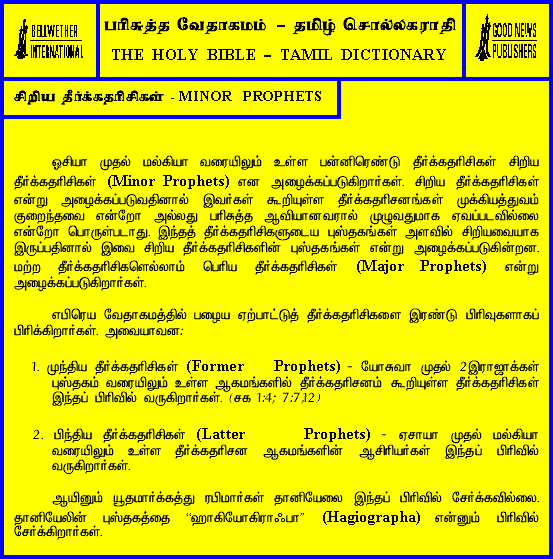 BELLWETHER
INTERNATIONAL
பரிசுத்த வேதாகமம் – தமிழ் சொல்லகராதி
THE HOLY BIBLE – TAMIL DICTIONARY
GOOD NEWS
PUBLISHERS
சிறிய தீர்க்கதரிசிகள் - MINOR PROPHETS
ஒசியா முதல் மல்கியா வரையிலும் உள்ள பன்னிரெண்டு தீர்க்கதரிசிகள் சிறிய
தீர்க்கதரிசிகள் (Minor Prophets) என அழைக்கப்படுகிறார்கள். சிறிய தீர்க்கதரிசிகள்
என்று அழைக்கப்படுவதினால் இவர்கள் கூறியுள்ள தீர்க்கதரிசனங்கள் முக்கியத்துவம்
குறைந்தவை என்றோ அல்லது பரிசுத்த ஆவியானவரால் முழுவதுமாக ஏவப்படவில்லை
என்றோ பொருள்படாது. இந்தத் தீர்க்கதரிசிகளுடைய புஸ்தகங்கள் அளவில் சிறியவையாக
இருப்பதினால் இவை சிறிய தீர்க்கதரிசிகளின் புஸ்தகங்கள் என்று அழைக்கப்படுகின்றன.
மற்ற தீர்க்கதரிசிகளெல்லாம் பெரிய தீர்க்கதரிசிகள் (Major Prophets) என்று
அழைக்கப்படுகிறார்கள்.
எபிரெய வேதாகமத்தில் பழைய ஏற்பாட்டுத் தீர்க்கதரிசிகளை இரண்டு பிரிவுகளாகப்
பிரிக்கிறார்கள். அவையாவன:
1. முந்திய தீர்க்கதரிசிகள் (Former Prophets) - யோசுவா முதல் 2இராஜாக்கள்
புஸ்தகம் வரையிலும் உள்ள ஆகமங்களில் தீர்க்கதரிசனம் கூறியுள்ள தீர்க்கதரிசிகள்
இந்தப் பிரிவில் வருகிறார்கள். (சக 1:4; 7:7,12)
2. பிந்திய தீர்க்கதரிசிகள் (Latter Prophets) - ஏசாயா முதல் மல்கியா
வரையிலும் உள்ள தீர்க்கதரிசன ஆகமங்களின் ஆசிரியர்கள் இந்தப் பிரிவில்
வருகிறார்கள்.
ஆயினும் யூதமார்க்கத்து ரபிமார்கள் தானியேலை இந்தப் பிரிவில் சேர்க்கவில்லை.
தானியேலின் புஸ்தகத்தை “ஹாகியோகிராஃபா” (Hagiographa) என்னும் பிரிவில்
சேர்க்கிறார்கள்.